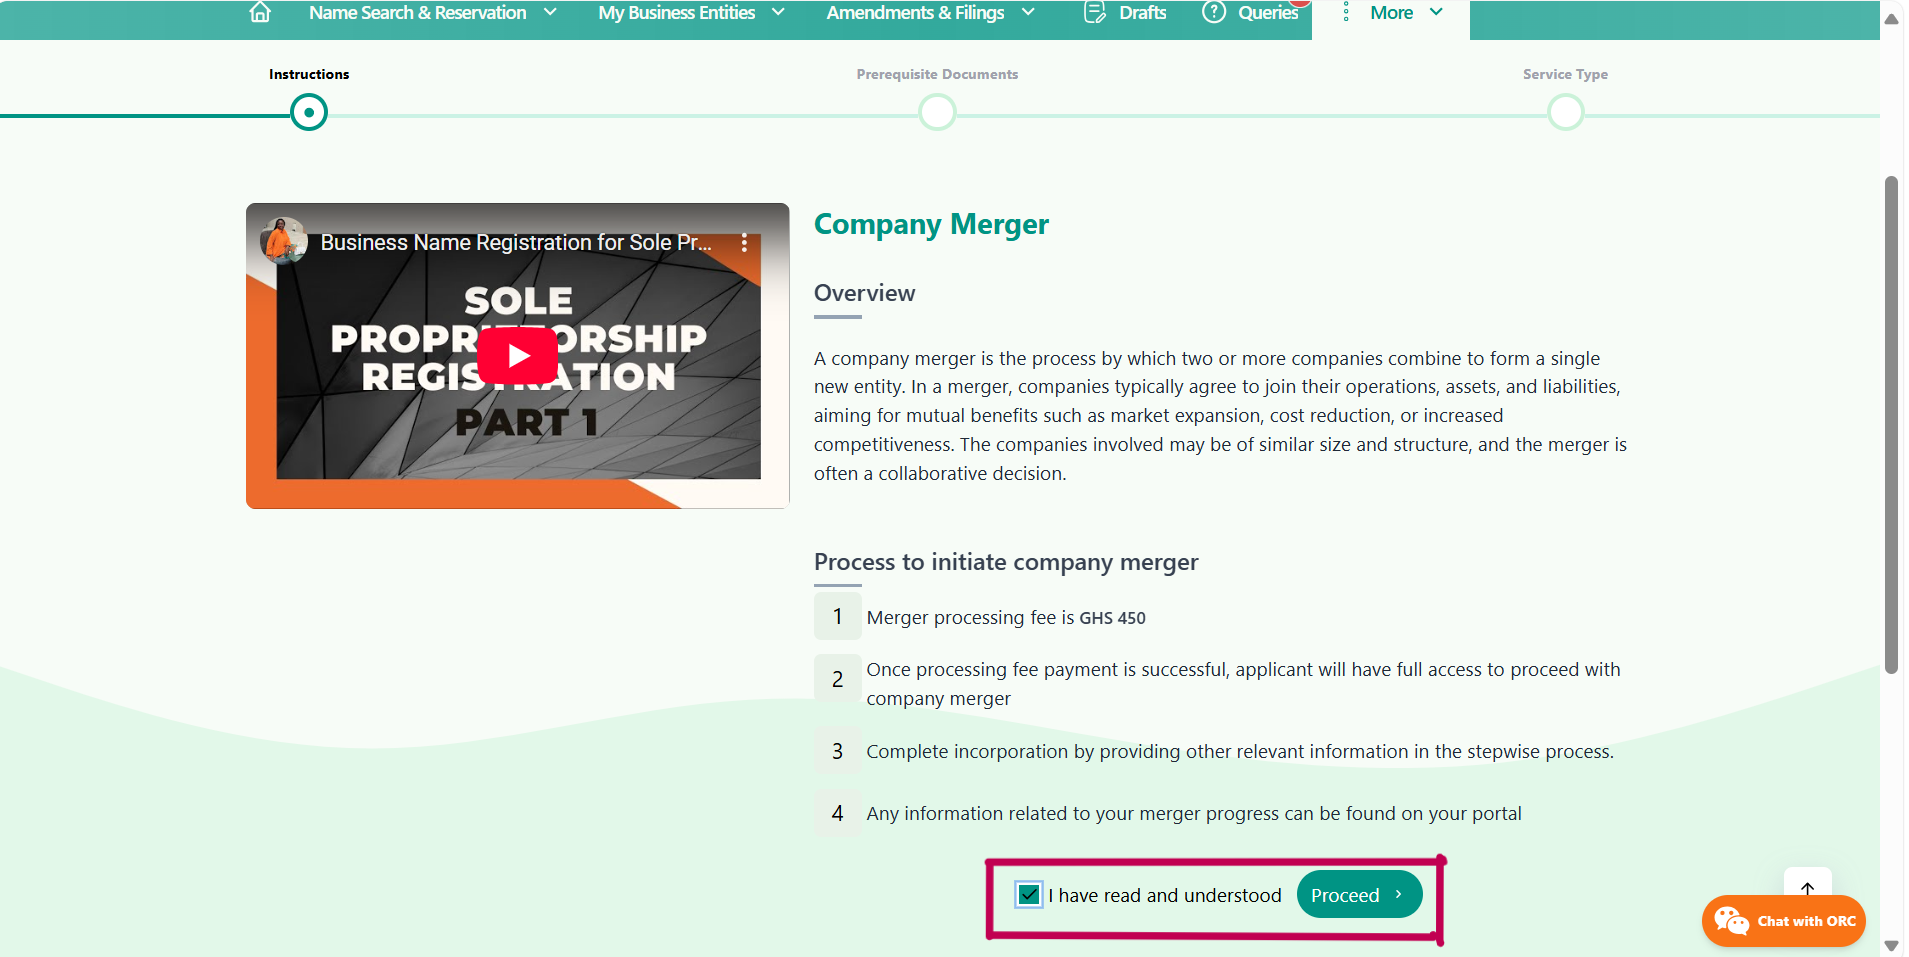 Name Search & Reservation My Business Entities Amendments & Filings Drafts Queries More
Instructions Prerequisite Documents Service Type
Business Name Registration for Sole Pr...
SOLE
PROPRIETORSHIP
REGISTRATION
PART 1
Company Merger
Overview
A company merger is the process by which two or more companies combine to form a single
new entity. In a merger, companies typically agree to join their operations, assets, and liabilities,
aiming for mutual benefits such as market expansion, cost reduction, or increased
competitiveness. The companies involved may be of similar size and structure, and the merger is
often a collaborative decision.
Process to initiate company merger
1 Merger processing fee is GHS 450
2 Once processing fee payment is successful, applicant will have full access to proceed with
company merger
3 Complete incorporation by providing other relevant information in the stepwise process.
4 Any information related to your merger progress can be found on your portal
I have read and understood Proceed
Chat with ORC